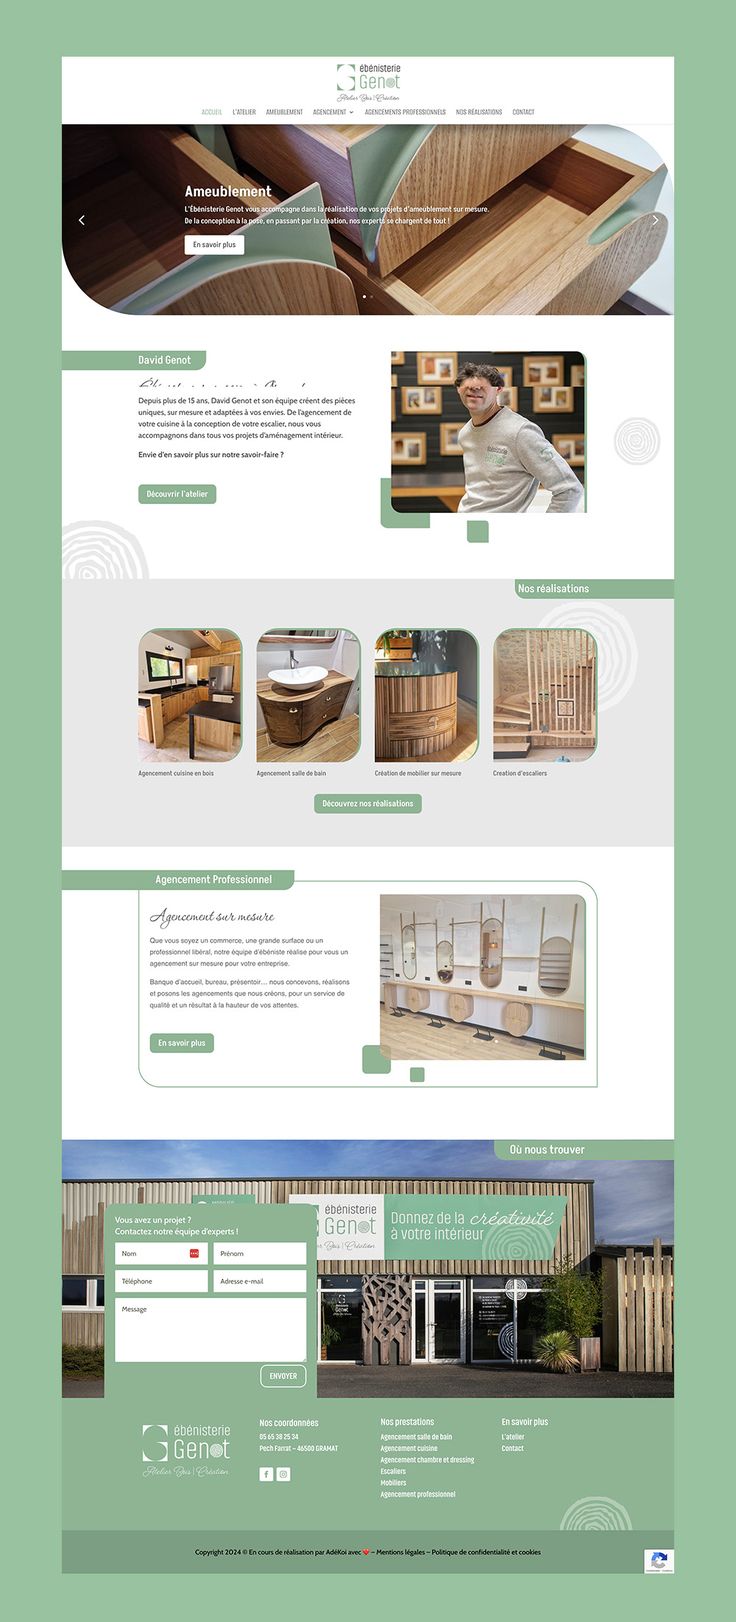 ébénisterie
Genot
Atelier Bois | Création
ACCUEIL L'ATELIER AMEUBLEMENT AGENCEMENT AGENCEMENTS PROFESSIONNELS NOS RÉALISATIONS CONTACT
Ameublement
L'Ébénisterie Genot vous accompagne dans la réalisation de vos projets d'ameublement sur mesure.
De la conception à la pose, en passant par la création, nos experts se chargent de tout !
En savoir plus
David Genot
Depuis plus de 15 ans, David Genot et son équipe créent des pièces
uniques, sur mesure et adaptées à vos envies. De l'agencement de
votre cuisine à la conception de votre escalier, nous vous
accompagnons dans tous vos projets d'aménagement intérieur.
Envie d'en savoir plus sur notre savoir-faire ?
Découvrir l'atelier
ébénisterie
Genot
Nos réalisations
Agencement cuisine en bois
Agencement salle de bain
Création de mobilier sur mesure
Creation d'escaliers
Découvrez nos réalisations
Agencement Professionnel
Agencement sur mesure
Que vous soyez un commerce, une grande surface ou un
professionnel libéral, notre équipe d'ébéniste réalise pour vous un
agencement sur mesure pour votre entreprise.
Banque d'accueil, bureau, présentoir... nous concevons, réalisons
et posons les agencements que nous créons, pour un service de
qualité et un résultat à la hauteur de vos attentes.
En savoir plus
Où nous trouver
ébénisterie
Genot
Bois | Création
Donnez de la créativité
à votre intérieur
ébénisterie
Genot
Vous avez un projet ?
Contactez notre équipe d'experts !
Nom
Prénom
Téléphone
Adresse e-mail
Message
ENVOYER
ébénisterie
Genot
Atelier Bois | Création
Nos coordonnées
05 65 38 25 34
Pech Farrat – 46500 GRAMAT
Nos prestations
Agencement salle de bain
Agencement cuisine
Agencement chambre et dressing
Escaliers
Mobiliers
Agencement professionnel
En savoir plus
L'atelier
Contact
Copyright 2024 © En cours de réalisation par AdéKoi avec ❤ – Mentions légales – Politique de confidentialité et cookies